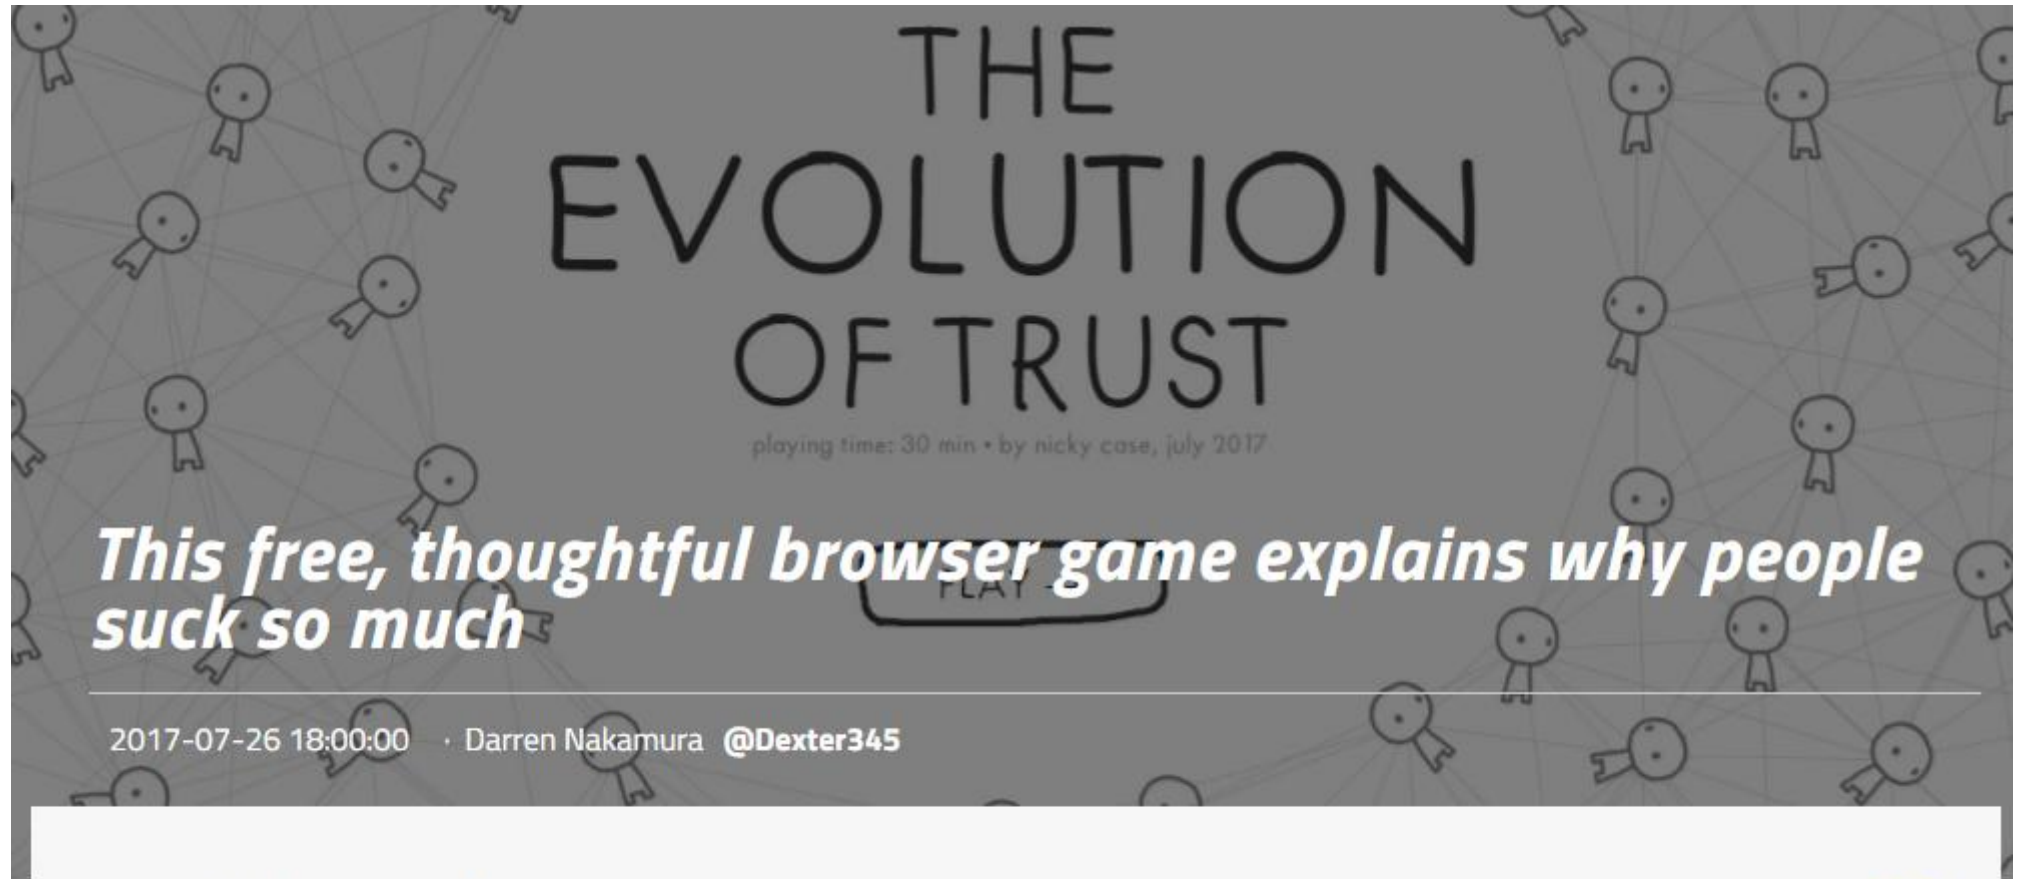 THE
EVOLUTION
OF TRUST
playing time: 30 min • by nicky case, july 2017
PLAY
This free, thoughtful browser game explains why people
suck so much
2017-07-26 18:00:00 · Darren Nakamura @Dexter345